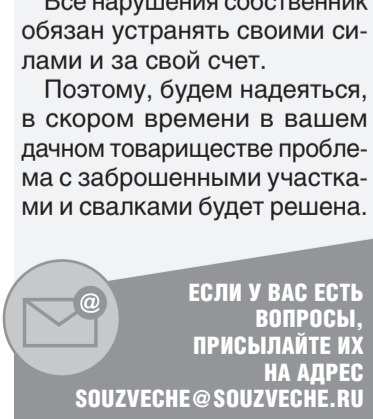 Все нарушения собственник
обязан устранять своими си-
лами и за свой счет.
Поэтому, будем надеяться,
в скором времени в вашем
дачном товариществе пробле-
ма с заброшенными участка-
ми и свалками будет решена.
@
ЕСЛИ У ВАС ЕСТЬ
ВОПРОСЫ,
ПРИСЫЛАЙТЕ ИХ
НА АДРЕС
SOUZVECHE@SOUZVECHE.RU